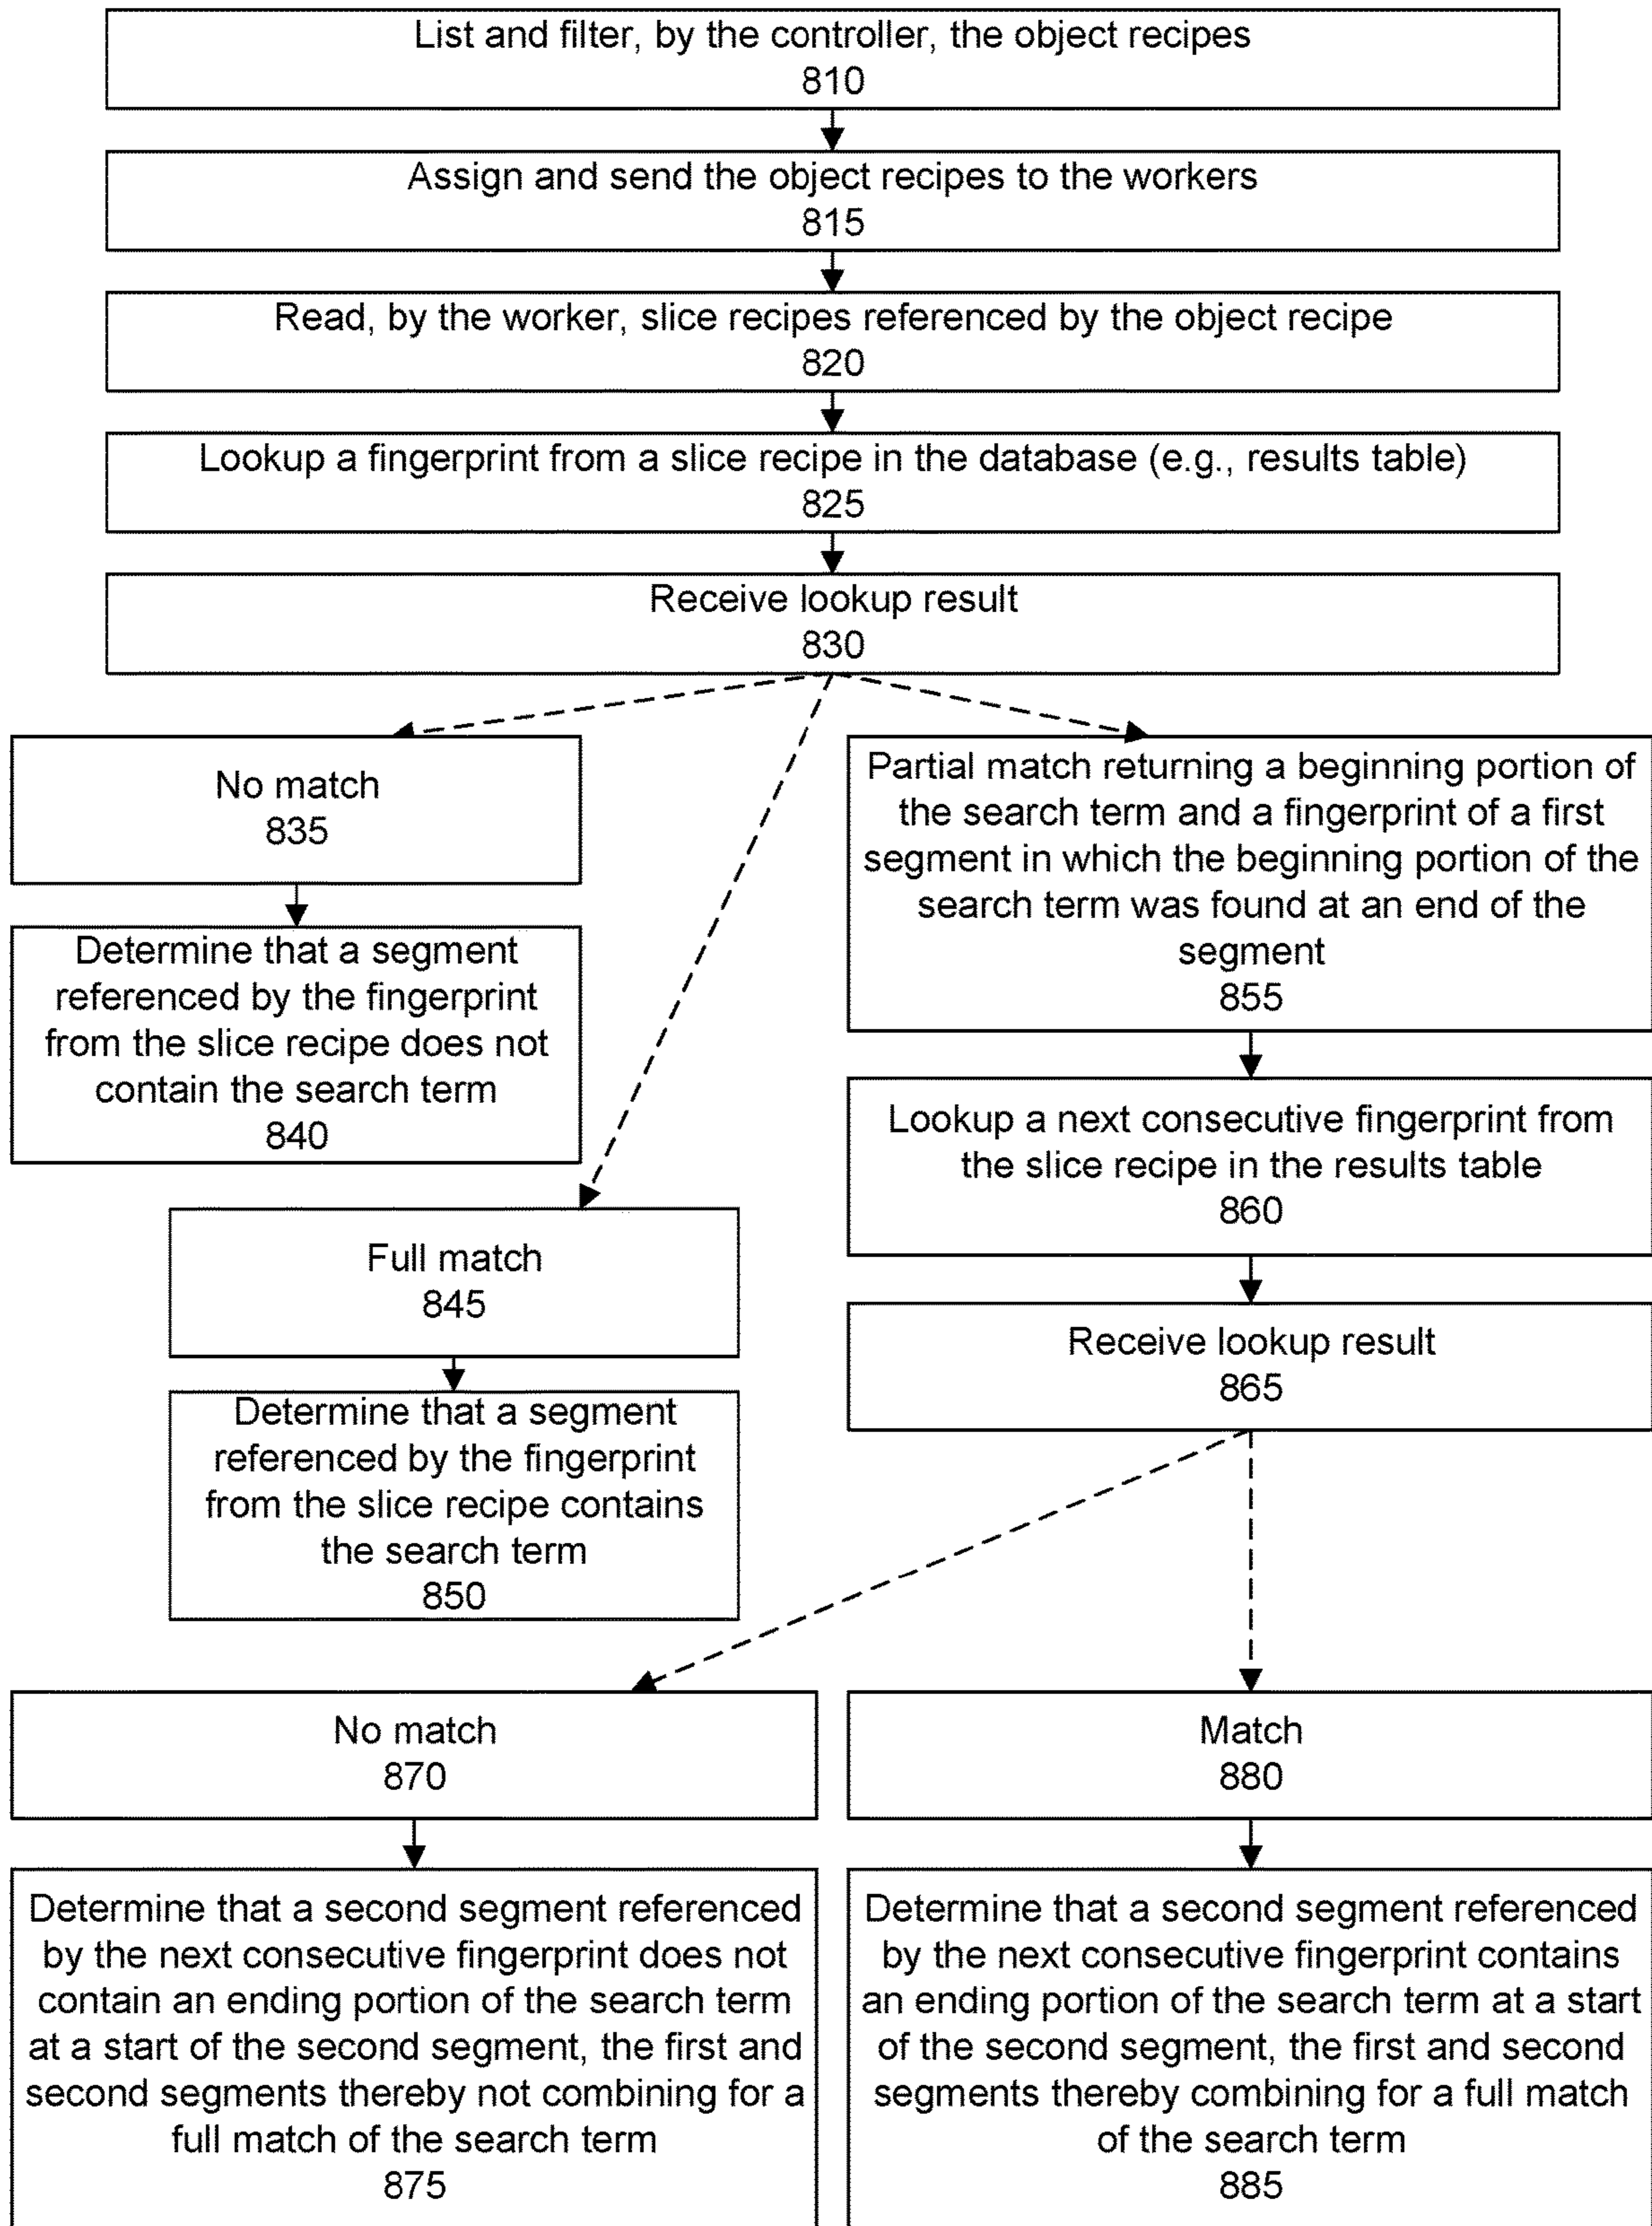 List and filter, by the controller, the object recipes
810
Assign and send the object recipes to the workers
815
Read, by the worker, slice recipes referenced by the object recipe
820
Lookup a fingerprint from a slice recipe in the database (e.g., results table)
825
Receive lookup result
830
No match
835
Determine that a segment
referenced by the fingerprint
from the slice recipe does not
contain the search term
840
Full match
845
Determine that a segment
referenced by the fingerprint
from the slice recipe contains
the search term
850
Partial match returning a beginning portion of
the search term and a fingerprint of a first
segment in which the beginning portion of the
search term was found at an end of the
segment
855
Lookup a next consecutive fingerprint from
the slice recipe in the results table
860
Receive lookup result
865
No match
870
Determine that a second segment referenced
by the next consecutive fingerprint does not
contain an ending portion of the search term
at a start of the second segment, the first and
second segments thereby not combining for a
full match of the search term
875
Match
880
Determine that a second segment referenced
by the next consecutive fingerprint contains
an ending portion of the search term at a start
of the second segment, the first and second
segments thereby combining for a full match
of the search term
885